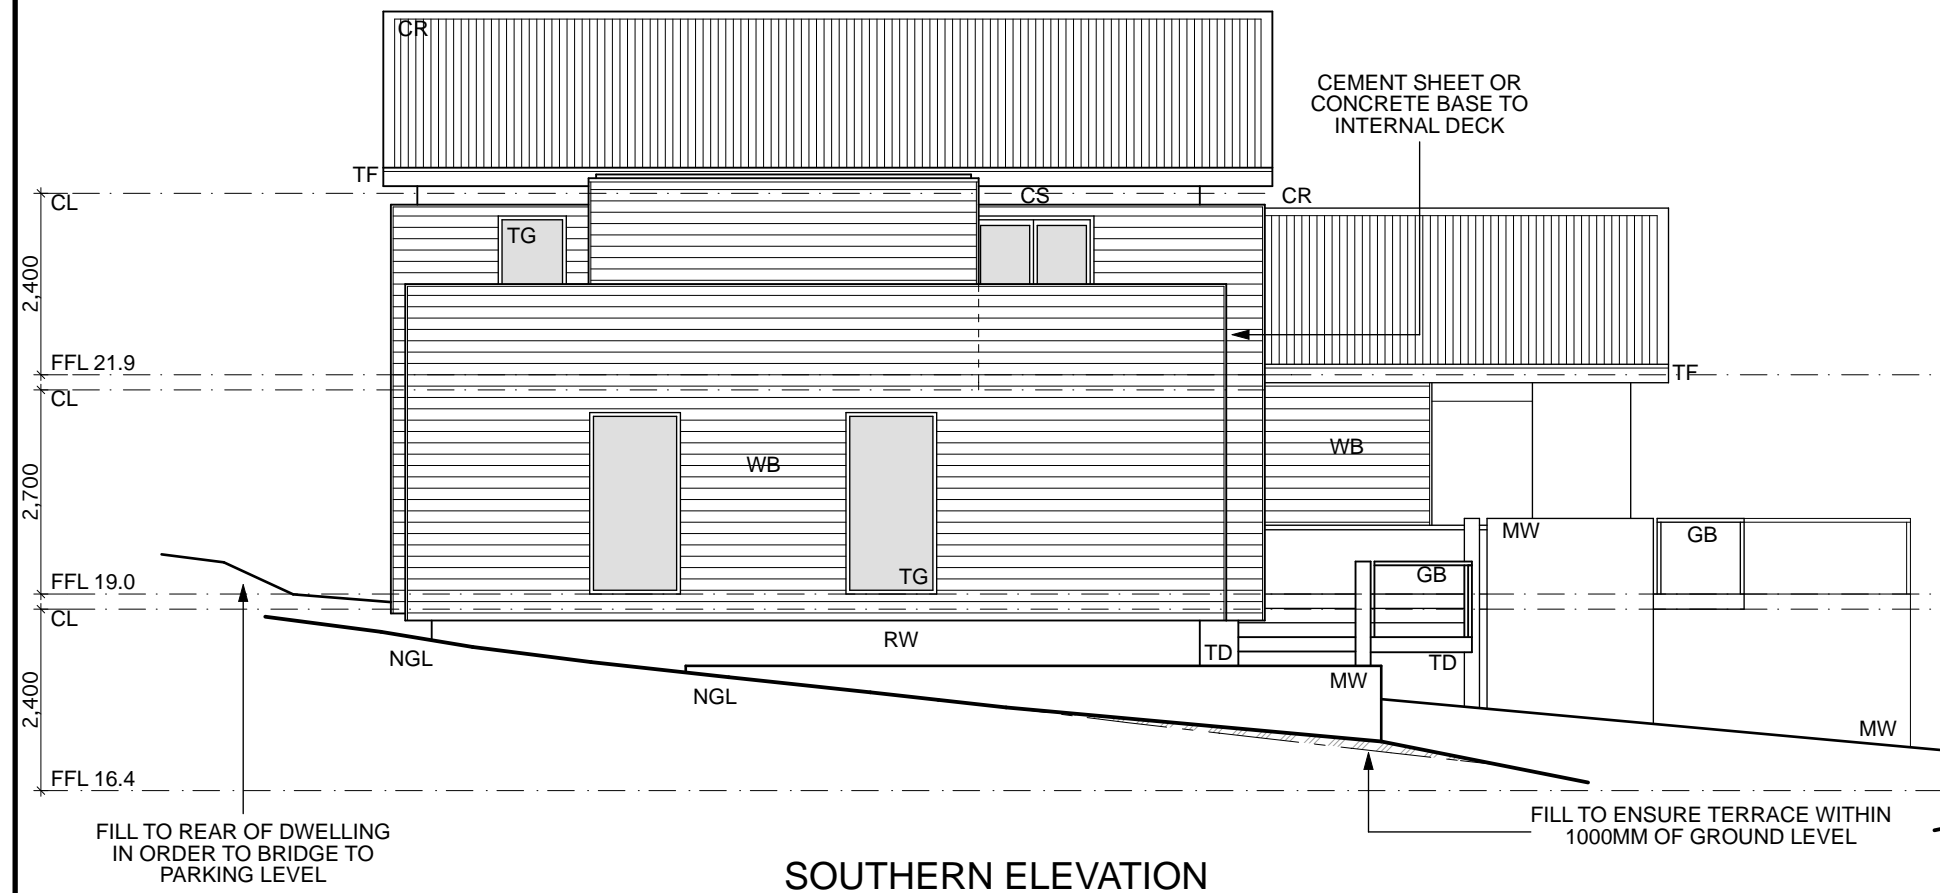 CR
CEMENT SHEET OR
CONCRETE BASE TO
INTERNAL DECK
TF
CL
CS
CR
TG
2,400
FFL 21.9
TF
CL
WB
WB
2,700
MW
GB
FFL 19.0
TG
GB
CL
RW
TD
NGL
TD
NGL
MW
2,400
MW
FFL 16.4
FILL TO REAR OF DWELLING
IN ORDER TO BRIDGE TO
PARKING LEVEL
FILL TO ENSURE TERRACE WITHIN
1000MM OF GROUND LEVEL
SOUTHERN ELEVATION